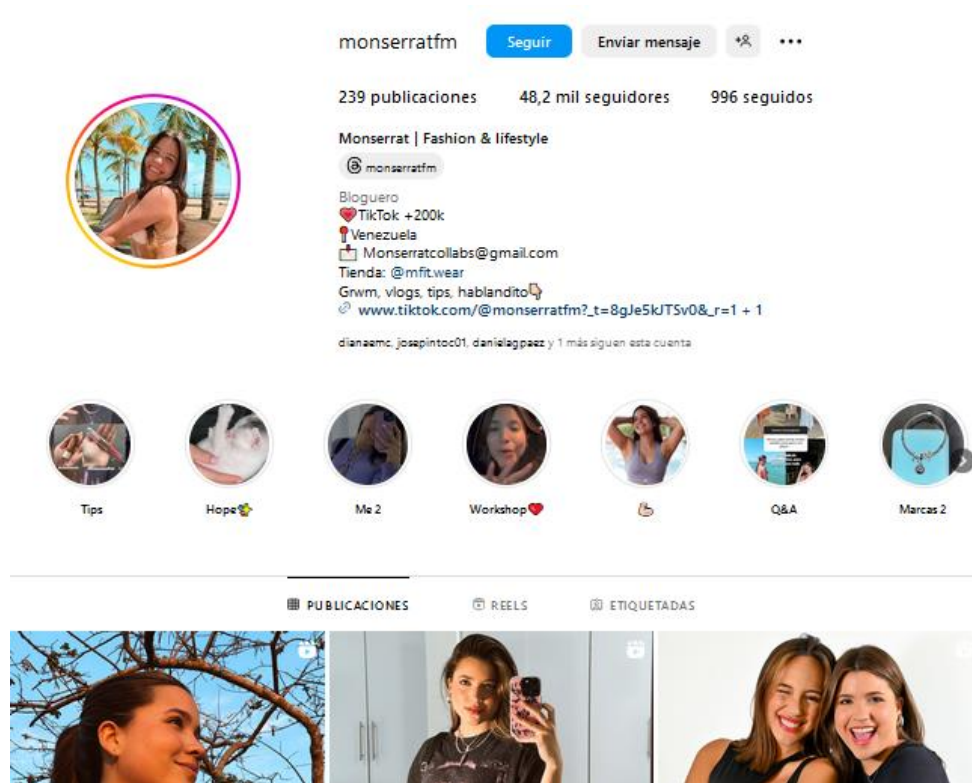 monserratfm Seguir Enviar mensaje
239 publicaciones 48,2 mil seguidores 996 seguidos
Monserrat | Fashion & lifestyle
monserratfm
Bloguero
TikTok +200k
Venezuela
Monserratcollabs@gmail.com
Tienda: @mfit.wear
Grwm, vlogs, tips, hablandito
www.tiktok.com/@monserratfm?_t=8gJe5kJTSv0&_r=1 + 1
dianaemc, josepintoc01, danielagpaez y 1 más siguen esta cuenta
Tips Hope Me 2 Workshop Q&A Marcas 2
PUBLICACIONES REELS ETIQUETADAS